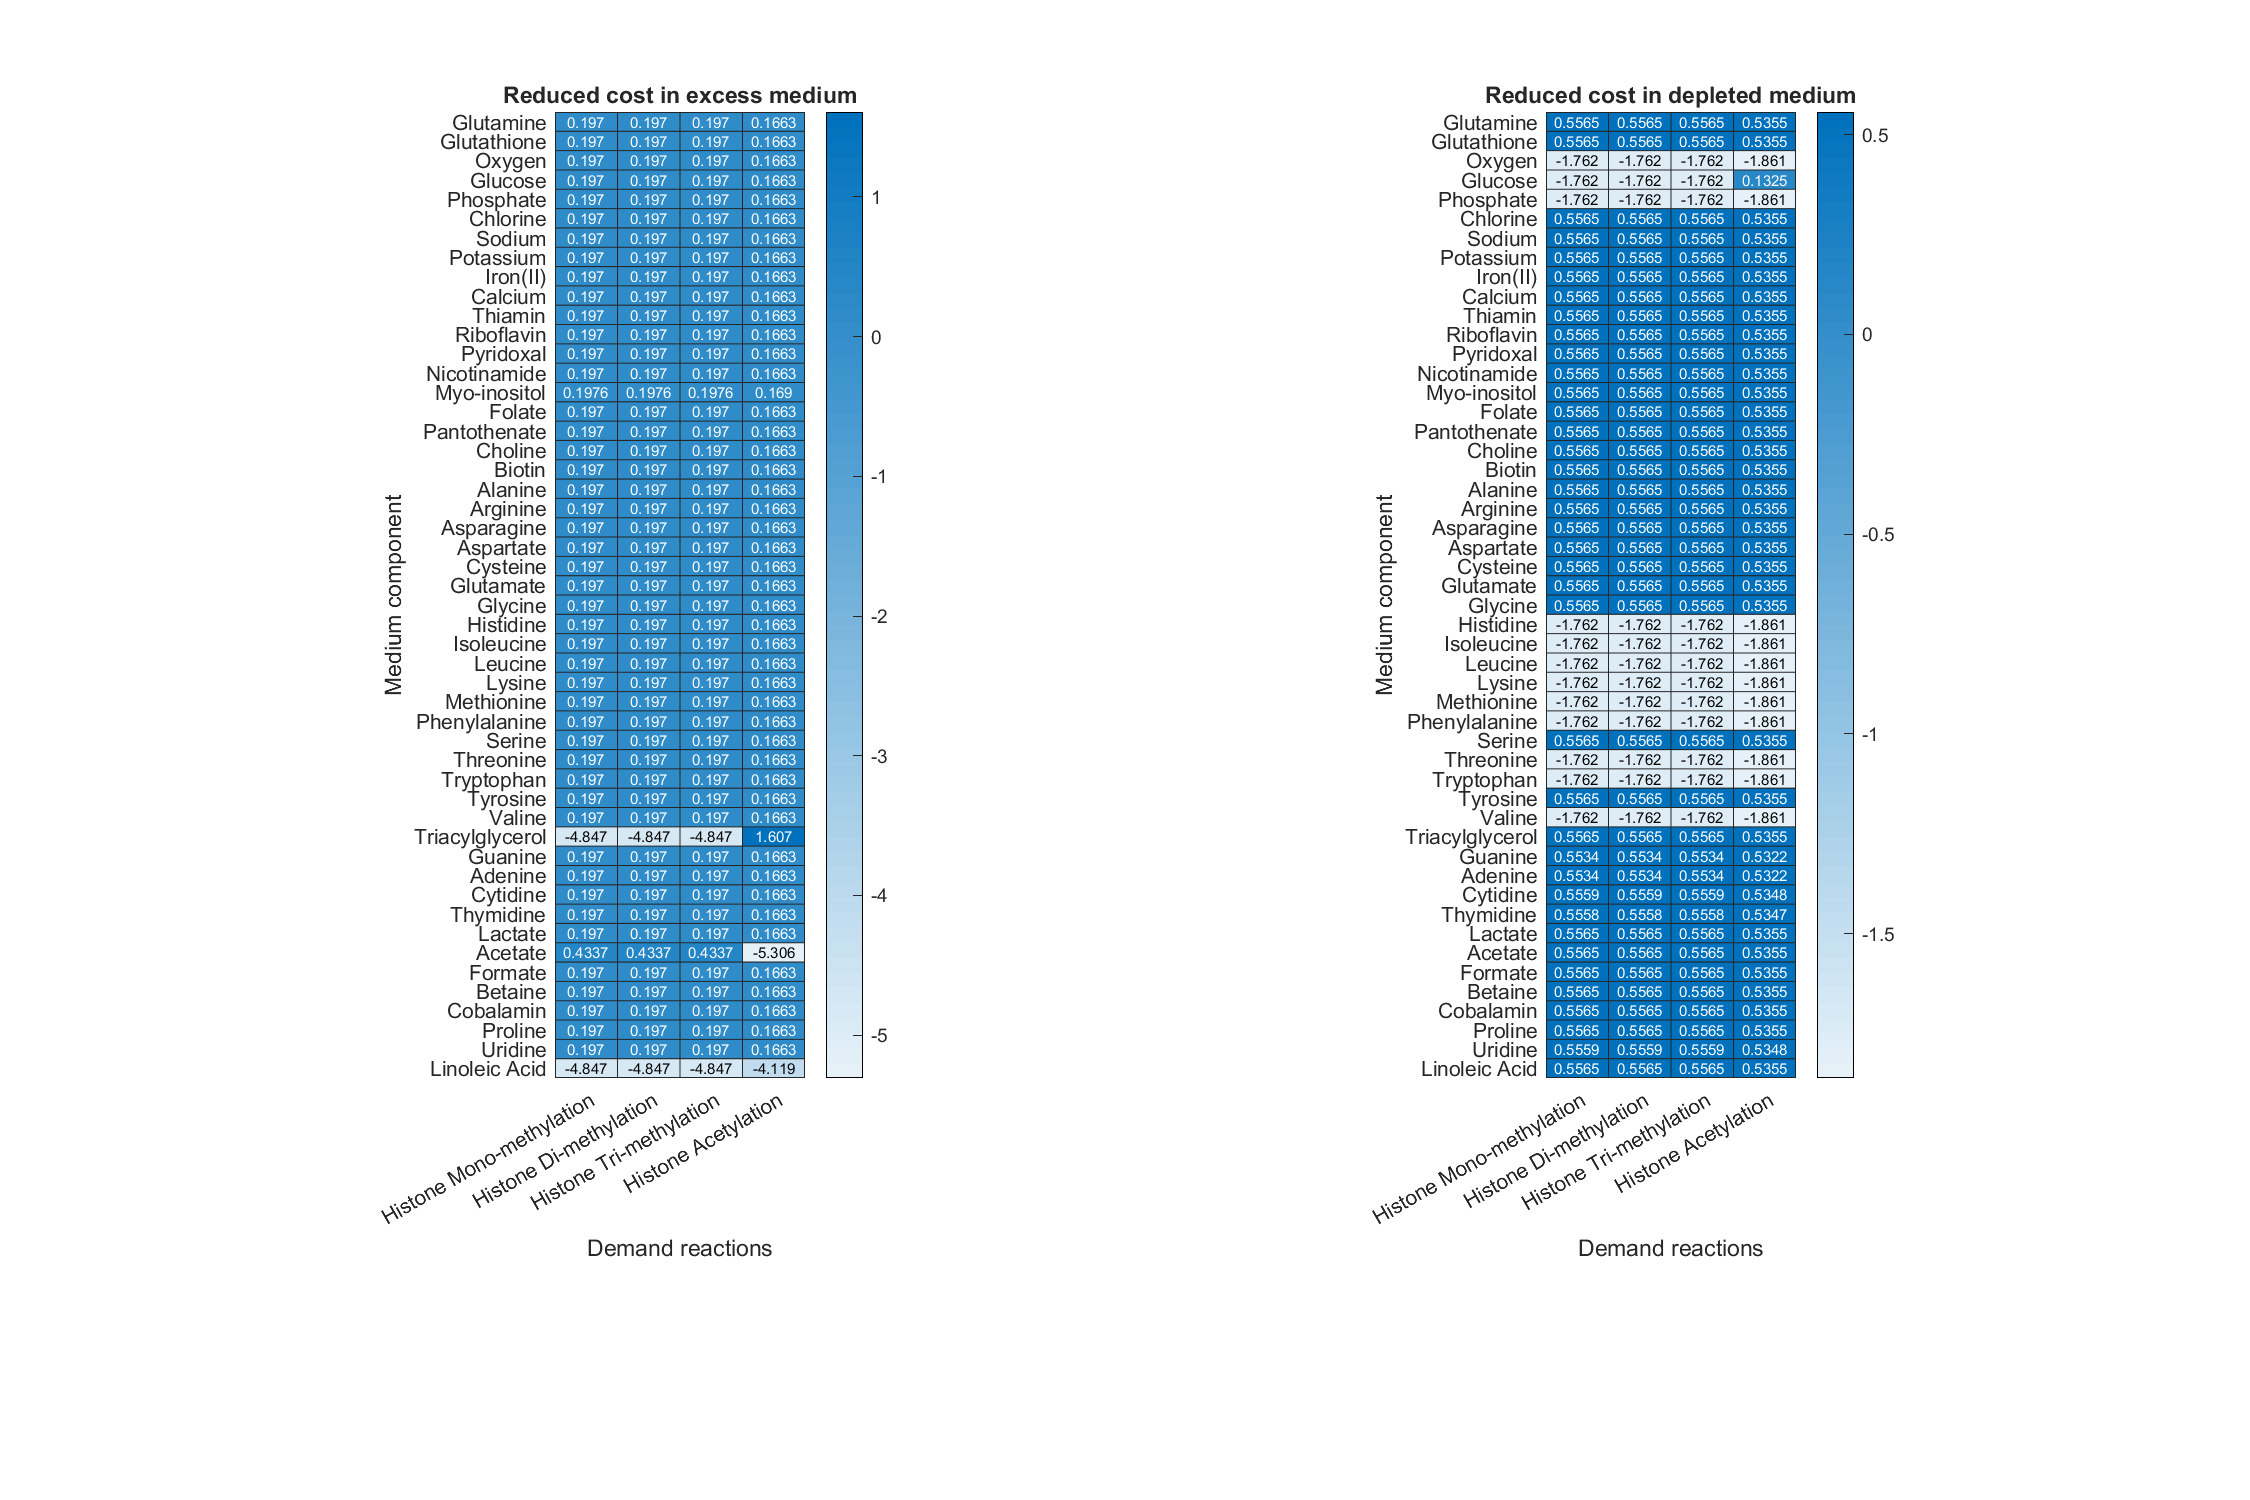 Reduced cost in excess medium
Glutamine 0.197 0.197 0.197 0.1663
Glutathione 0.197 0.197 0.197 0.1663
Oxygen 0.197 0.197 0.197 0.1663
Glucose 0.197 0.197 0.197 0.1663
Phosphate 0.197 0.197 0.197 0.1663
Chlorine 0.197 0.197 0.197 0.1663
Sodium 0.197 0.197 0.197 0.1663
Potassium 0.197 0.197 0.197 0.1663
Iron(II) 0.197 0.197 0.197 0.1663
Calcium 0.197 0.197 0.197 0.1663
Thiamin 0.197 0.197 0.197 0.1663
Riboflavin 0.197 0.197 0.197 0.1663
Pyridoxal 0.197 0.197 0.197 0.1663
Nicotinamide 0.197 0.197 0.197 0.1663
Myo-inositol 0.1976 0.1976 0.1976 0.169
Folate 0.197 0.197 0.197 0.1663
Pantothenate 0.197 0.197 0.197 0.1663
Choline 0.197 0.197 0.197 0.1663
Biotin 0.197 0.197 0.197 0.1663
Alanine 0.197 0.197 0.197 0.1663
Arginine 0.197 0.197 0.197 0.1663
Asparagine 0.197 0.197 0.197 0.1663
Aspartate 0.197 0.197 0.197 0.1663
Cysteine 0.197 0.197 0.197 0.1663
Glutamate 0.197 0.197 0.197 0.1663
Glycine 0.197 0.197 0.197 0.1663
Histidine 0.197 0.197 0.197 0.1663
Isoleucine 0.197 0.197 0.197 0.1663
Leucine 0.197 0.197 0.197 0.1663
Lysine 0.197 0.197 0.197 0.1663
Methionine 0.197 0.197 0.197 0.1663
Phenylalanine 0.197 0.197 0.197 0.1663
Serine 0.197 0.197 0.197 0.1663
Threonine 0.197 0.197 0.197 0.1663
Tryptophan 0.197 0.197 0.197 0.1663
Tyrosine 0.197 0.197 0.197 0.1663
Valine 0.197 0.197 0.197 0.1663
Triacylglycerol -4.847 -4.847 -4.847 1.607
Guanine 0.197 0.197 0.197 0.1663
Adenine 0.197 0.197 0.197 0.1663
Cytidine 0.197 0.197 0.197 0.1663
Thymidine 0.197 0.197 0.197 0.1663
Lactate 0.197 0.197 0.197 0.1663
Acetate 0.4337 0.4337 0.4337 -5.306
Formate 0.197 0.197 0.197 0.1663
Betaine 0.197 0.197 0.197 0.1663
Cobalamin 0.197 0.197 0.197 0.1663
Proline 0.197 0.197 0.197 0.1663
Uridine 0.197 0.197 0.197 0.1663
Linoleic Acid -4.847 -4.847 -4.847 -4.119
Histone Mono-methylation
Histone Di-methylation
Histone Tri-methylation
Histone Acetylation
Demand reactions
Medium component
1
0
-1
-2
-3
-4
-5
Reduced cost in depleted medium
Glutamine 0.5565 0.5565 0.5565 0.5355
Glutathione 0.5565 0.5565 0.5565 0.5355
Oxygen -1.762 -1.762 -1.762 -1.861
Glucose -1.762 -1.762 -1.762 0.1325
Phosphate -1.762 -1.762 -1.762 -1.861
Chlorine 0.5565 0.5565 0.5565 0.5355
Sodium 0.5565 0.5565 0.5565 0.5355
Potassium 0.5565 0.5565 0.5565 0.5355
Iron(II) 0.5565 0.5565 0.5565 0.5355
Calcium 0.5565 0.5565 0.5565 0.5355
Thiamin 0.5565 0.5565 0.5565 0.5355
Riboflavin 0.5565 0.5565 0.5565 0.5355
Pyridoxal 0.5565 0.5565 0.5565 0.5355
Nicotinamide 0.5565 0.5565 0.5565 0.5355
Myo-inositol 0.5565 0.5565 0.5565 0.5355
Folate 0.5565 0.5565 0.5565 0.5355
Pantothenate 0.5565 0.5565 0.5565 0.5355
Choline 0.5565 0.5565 0.5565 0.5355
Biotin 0.5565 0.5565 0.5565 0.5355
Alanine 0.5565 0.5565 0.5565 0.5355
Arginine 0.5565 0.5565 0.5565 0.5355
Asparagine 0.5565 0.5565 0.5565 0.5355
Aspartate 0.5565 0.5565 0.5565 0.5355
Cysteine 0.5565 0.5565 0.5565 0.5355
Glutamate 0.5565 0.5565 0.5565 0.5355
Glycine 0.5565 0.5565 0.5565 0.5355
Histidine -1.762 -1.762 -1.762 -1.861
Isoleucine -1.762 -1.762 -1.762 -1.861
Leucine -1.762 -1.762 -1.762 -1.861
Lysine -1.762 -1.762 -1.762 -1.861
Methionine -1.762 -1.762 -1.762 -1.861
Phenylalanine -1.762 -1.762 -1.762 -1.861
Serine 0.5565 0.5565 0.5565 0.5355
Threonine -1.762 -1.762 -1.762 -1.861
Tryptophan -1.762 -1.762 -1.762 -1.861
Tyrosine 0.5565 0.5565 0.5565 0.5355
Valine -1.762 -1.762 -1.762 -1.861
Triacylglycerol 0.5565 0.5565 0.5565 0.5355
Guanine 0.5534 0.5534 0.5534 0.5322
Adenine 0.5534 0.5534 0.5534 0.5322
Cytidine 0.5559 0.5559 0.5559 0.5348
Thymidine 0.5558 0.5558 0.5558 0.5347
Lactate 0.5565 0.5565 0.5565 0.5355
Acetate 0.5565 0.5565 0.5565 0.5355
Formate 0.5565 0.5565 0.5565 0.5355
Betaine 0.5565 0.5565 0.5565 0.5355
Cobalamin 0.5565 0.5565 0.5565 0.5355
Proline 0.5565 0.5565 0.5565 0.5355
Uridine 0.5559 0.5559 0.5559 0.5348
Linoleic Acid 0.5565 0.5565 0.5565 0.5355
Histone Mono-methylation
Histone Di-methylation
Histone Tri-methylation
Histone Acetylation
Demand reactions
Medium component
0.5
0
-0.5
-1
-1.5